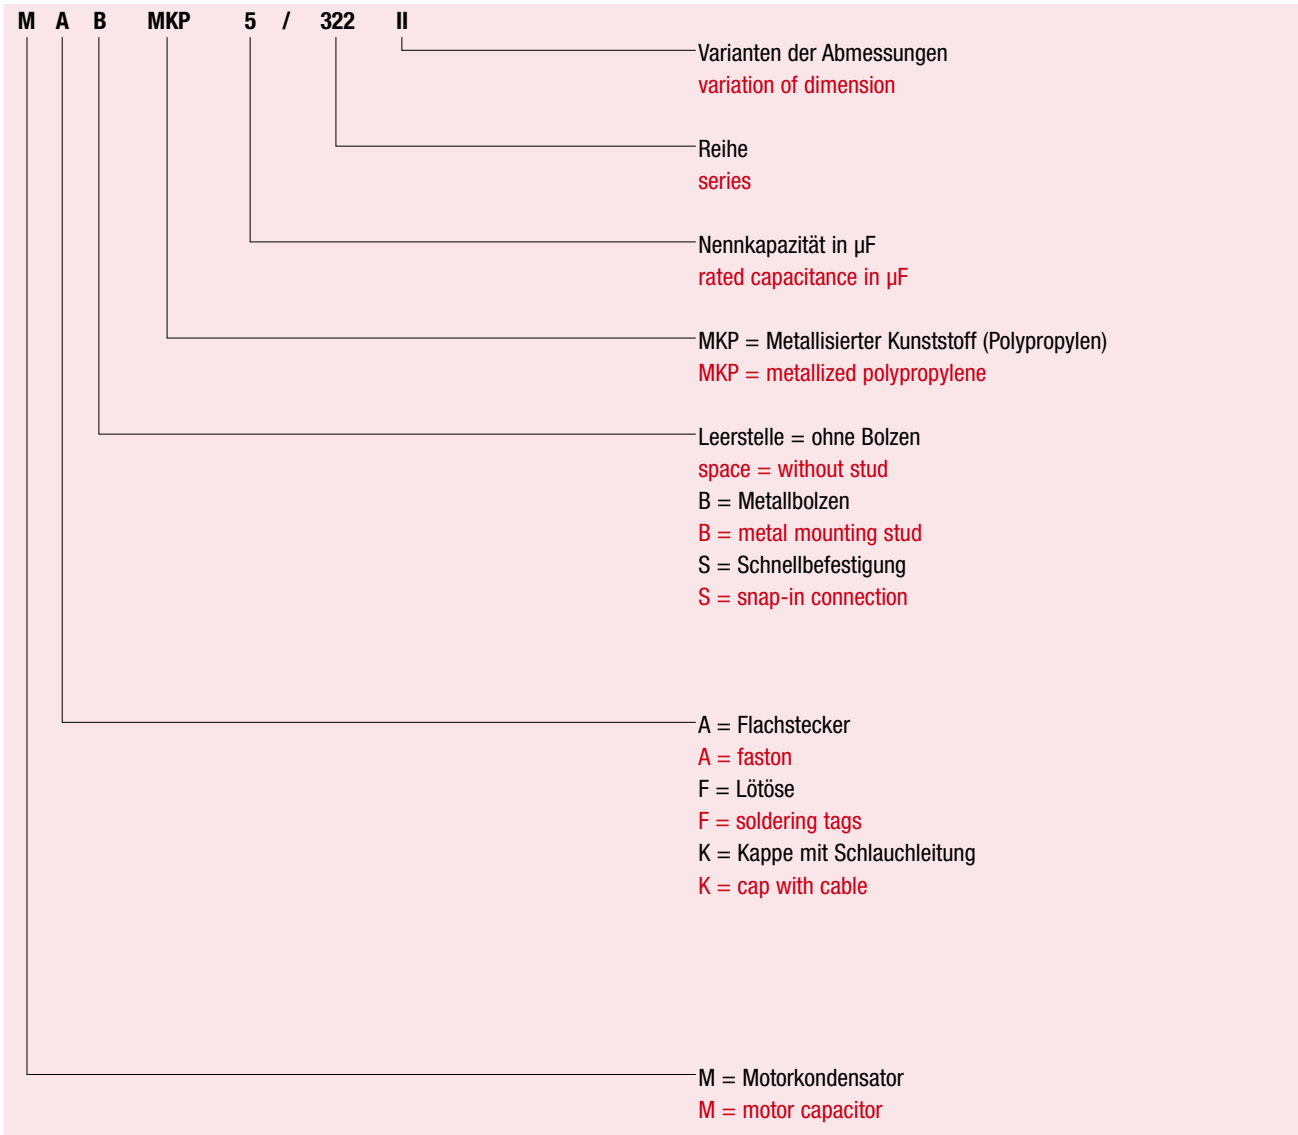 M A B MKP 5 / 322 II
Varianten der Abmessungen
variation of dimension
Reihe
series
Nennkapazität in µF
rated capacitance in µF
MKP = Metallisierter Kunststoff (Polypropylen)
MKP = metallized polypropylene
Leerstelle = ohne Bolzen
space = without stud
B = Metallbolzen
B = metal mounting stud
S = Schnellbefestigung
S = snap-in connection
A = Flachstecker
A = faston
F = Lötöse
F = soldering tags
K = Kappe mit Schlauchleitung
K = cap with cable
M = Motorkondensator
M = motor capacitor